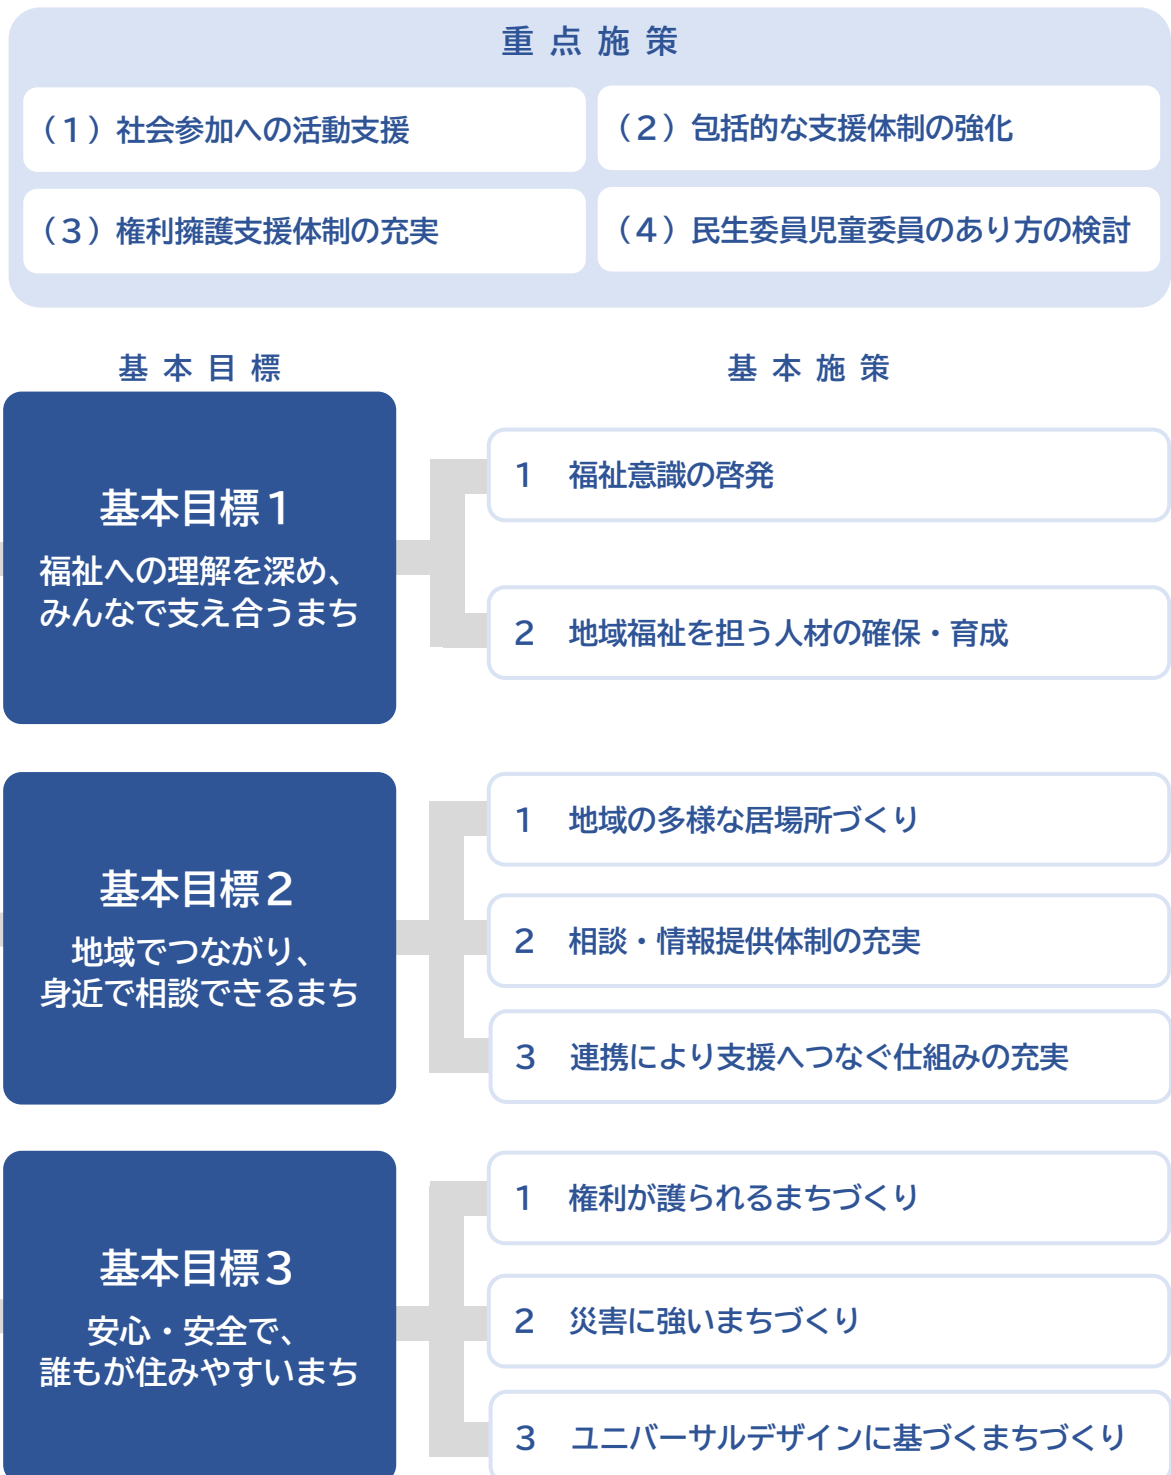 重点施策
（１）社会参加への活動支援
（２）包括的な支援体制の強化
（３）権利擁護支援体制の充実
（４）民生委員児童委員のあり方の検討
基本目標
基本施策
基本目標１
福祉への理解を深め、
みんなで支え合うまち
1 福祉意識の啓発
2 地域福祉を担う人材の確保・育成
基本目標２
地域でつながり、
身近で相談できるまち
1 地域の多様な居場所づくり
2 相談・情報提供体制の充実
3 連携により支援へつなぐ仕組みの充実
基本目標３
安心・安全で、
誰もが住みやすいまち
1 権利が護られるまちづくり
2 災害に強いまちづくり
3 ユニバーサルデザインに基づくまちづくり